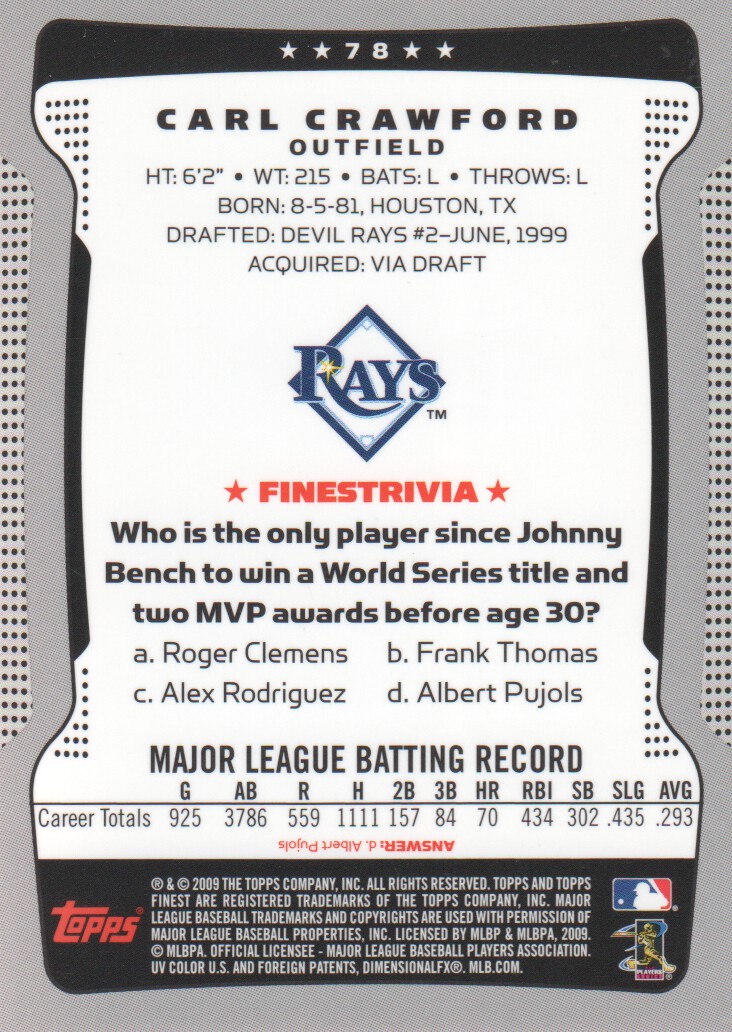 ★ ★ 78 ★ ★
CARL CRAWFORD
OUTFIELD
HT: 6'2" • WT: 215 • BATS: L • THROWS: L
BORN: 8-5-81, HOUSTON, TX
DRAFTED: DEVIL RAYS #2–JUNE, 1999
ACQUIRED: VIA DRAFT
RAYS
TM
★ FINESTRIVIA ★
Who is the only player since Johnny
Bench to win a World Series title and
two MVP awards before age 30?
a. Roger Clemens b. Frank Thomas
c. Alex Rodriguez d. Albert Pujols
MAJOR LEAGUE BATTING RECORD
G AB R H 2B 3B HR RBI SB SLG AVG
Career Totals 925 3786 559 1111 157 84 70 434 302 .435 .293
ANSWER: d. Albert Pujols
topps®
® & © 2009 THE TOPPS COMPANY, INC. ALL RIGHTS RESERVED. TOPPS AND TOPPS
FINEST ARE REGISTERED TRADEMARKS OF THE TOPPS COMPANY, INC. MAJOR
LEAGUE BASEBALL TRADEMARKS AND COPYRIGHTS ARE USED WITH PERMISSION OF
MAJOR LEAGUE BASEBALL PROPERTIES, INC. LICENSED BY MLBP & MLBPA, 2009.
© MLBPA. OFFICIAL LICENSEE - MAJOR LEAGUE BASEBALL PLAYERS ASSOCIATION.
UV COLOR U.S. AND FOREIGN PATENTS, DIMENSIONALFX®. MLB.COM.
PLAYERS